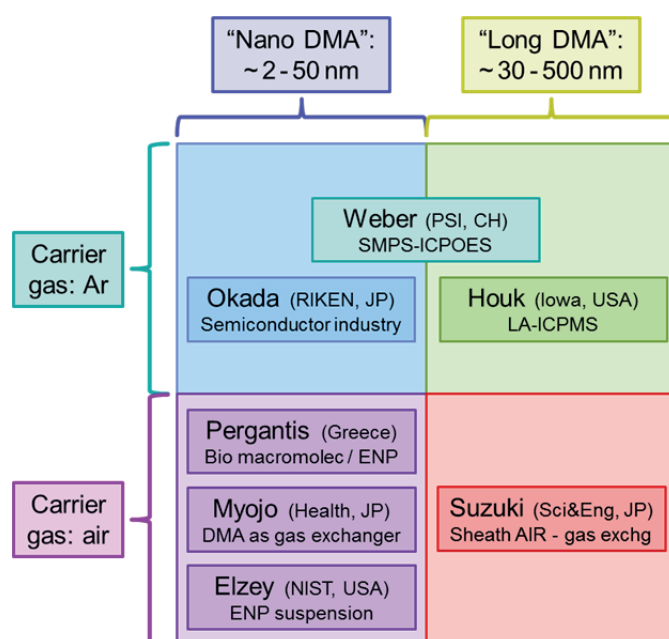 “Nano DMA”:
~ 2 - 50 nm
“Long DMA”:
~ 30 - 500 nm
Carrier
gas: Ar
Weber (PSI, CH)
SMPS-ICPOES
Okada (RIKEN, JP)
Semiconductor industry
Houk (Iowa, USA)
LA-ICPMS
Carrier
gas: air
Pergantis (Greece)
Bio macromolec / ENP
Myojo (Health, JP)
DMA as gas exchanger
Elzey (NIST, USA)
ENP suspension
Suzuki (Sci&Eng, JP)
Sheath AIR - gas exchg